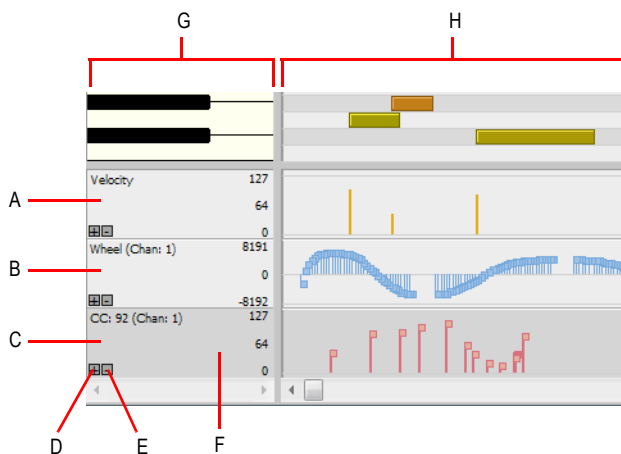 G
H
A
Velocity
127
64
0
B
Wheel (Chan: 1)
8191
0
-8192
C
CC: 92 (Chan: 1)
127
64
0
D
E
F